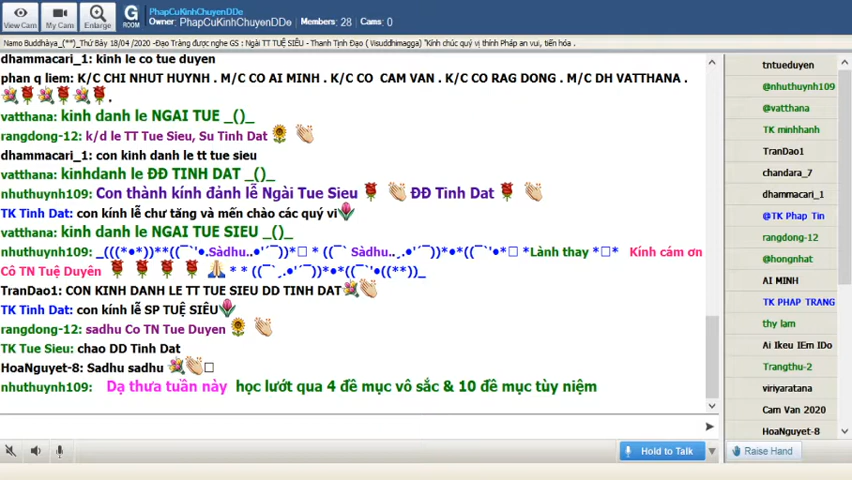 View Cam
My Cam
Enlarge
G
ROOM
PhapCuKinhChuyenDDe
Owner: PhapCuKinhChuyenDDe Members: 28 Cams: 0
Namo Buddhàya_(**)_Thứ Bảy 18/04 /2020 -Đạo Tràng được nghe GS : Ngài TT TUỆ SIÊU - Thanh Tịnh Đạo ( Visuddhimagga) "Kính chúc quý vị thính Pháp an vui, tiến hóa .
dhammacari_1: kinh le co tue duyen
phan q liem: K/C CHI NHUT HUYNH . M/C CO AI MINH . K/C CO CAM VAN . K/C CO RAG DONG . M/C DH VATTHANA .
.
vatthana: kinh danh le NGAI TUE _()_
rangdong-12: k/d le TT Tue Sieu, Su Tinh Dat
dhammacari_1: con kinh danh le tt tue sieu
vatthana: kinhdanh le ĐĐ TINH DAT _()_
nhuthuynh109: Con thành kính đảnh lễ Ngài Tue Sieu ĐĐ Tinh Dat
TK Tinh Dat: con kính lễ chư tăng và mến chào các quý vi
vatthana: kinh danh le NGAI TUE SIEU _()_
nhuthuynh109: _(((*•*))**((¯`'•.Sàdhu..•'´¯))*□ * ((¯` Sàdhu..¸.•'´¯))*•*((¯`'•*□ *Lành thay *□* Kính cám ơn
Cô TN Tuệ Duyên * * ((¯`¸.•'´¯))*•*((¯`'•((**))_
TranDao1: CON KINH DANH LE TT TUE SIEU DD TINH DAT
TK Tinh Dat: con kính lễ SP TUỆ SIÊU
rangdong-12: sadhu Co TN Tue Duyen
TK Tue Sieu: chao DD Tinh Dat
HoaNguyet-8: Sadhu sadhu □
nhuthuynh109: Dạ thưa tuần này học lướt qua 4 đề mục vô sắc & 10 đề mục tùy niệm
Hold to Talk
tntueduyen
@nhuthuynh109
@vatthana
TK minhhanh
TranDao1
chandara_7
dhammacari_1
@TK Phap Tin
rangdong-12
@hongnhat
AI MINH
TK PHAP TRANG
thy lam
Ai Ikeu IEm IDo
Trangthu-2
viriyaratana
Cam Van 2020
HoaNguyet-8
Raise Hand